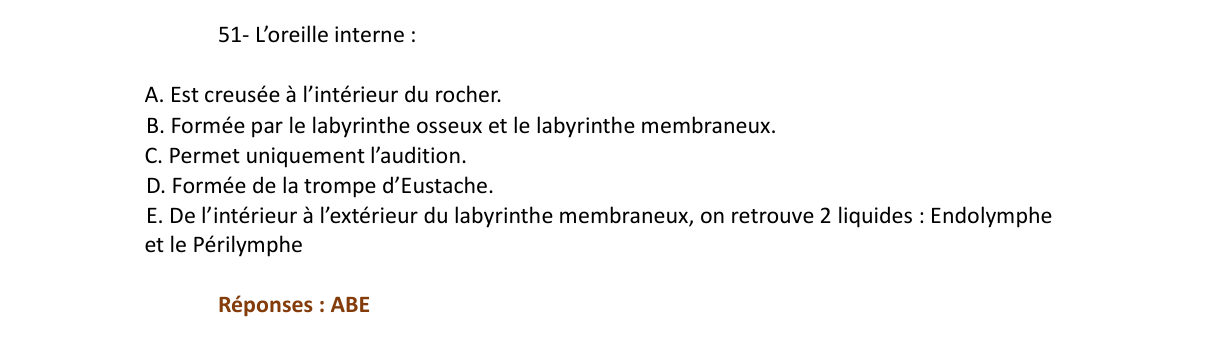 51- L’oreille interne :
A. Est creusée à l’intérieur du rocher.
B. Formée par le labyrinthe osseux et le labyrinthe membraneux.
C. Permet uniquement l’audition.
D. Formée de la trompe d’Eustache.
E. De l’intérieur à l’extérieur du labyrinthe membraneux, on retrouve 2 liquides : Endolymphe
et le Périlymphe
Réponses : ABE